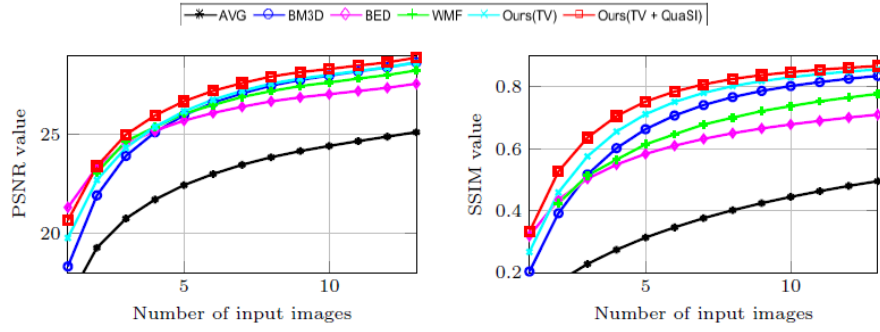 AVG BM3D BED WMF Ours(TV) Ours(TV + QuaSI)
PSNR value
25
20
5
10
Number of input images
SSIM value
0.8
0.6
0.4
0.2
5
10
Number of input images